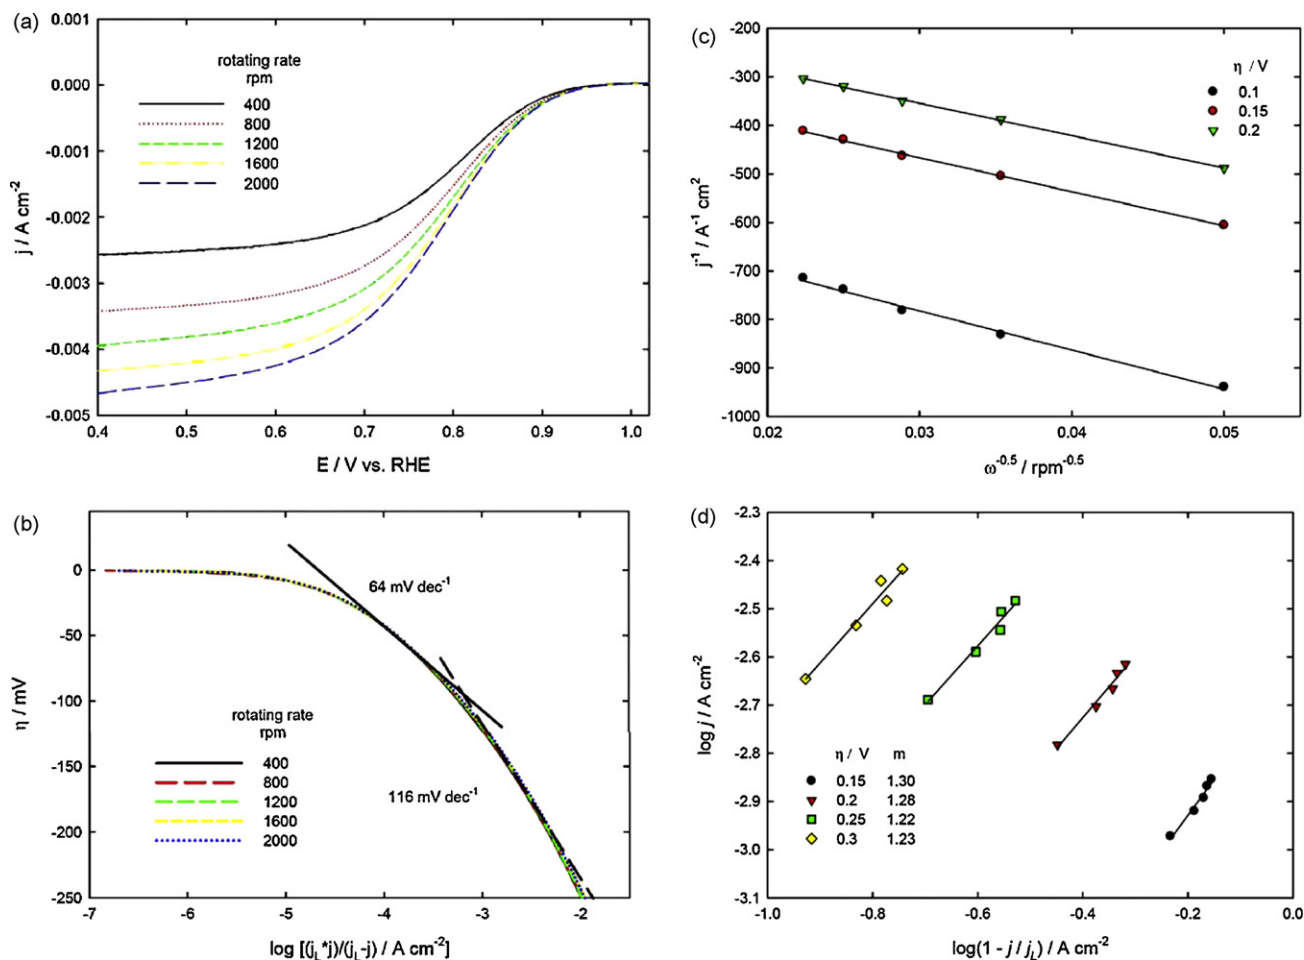 (a)
0.001
0.000
-0.001
-0.002
-0.003
-0.004
-0.005
j / A cm-2
rotating rate
rpm
400
800
1200
1600
2000
0.4 0.5 0.6 0.7 0.8 0.9 1.0
E / V vs. RHE
(c)
-200
-300
-400
-500
-600
-700
-800
-900
-1000
j-1 / A-1 cm2
η / V
0.1
0.15
0.2
0.02 0.03 0.04 0.05
ω-0.5 / rpm-0.5
(b)
0
-50
-100
-150
-200
-250
η / mV
64 mV dec-1
116 mV dec-1
rotating rate
rpm
400
800
1200
1600
2000
-7 -6 -5 -4 -3 -2
log [(jL*j)/(jL-j) / A cm-2]
(d)
-2.3
-2.4
-2.5
-2.6
-2.7
-2.8
-2.9
-3.0
-3.1
log j / A cm-2
η / V m
0.15 1.30
0.2 1.28
0.25 1.22
0.3 1.23
-1.0 -0.8 -0.6 -0.4 -0.2 0.0
log(1 - j / jL) / A cm-2